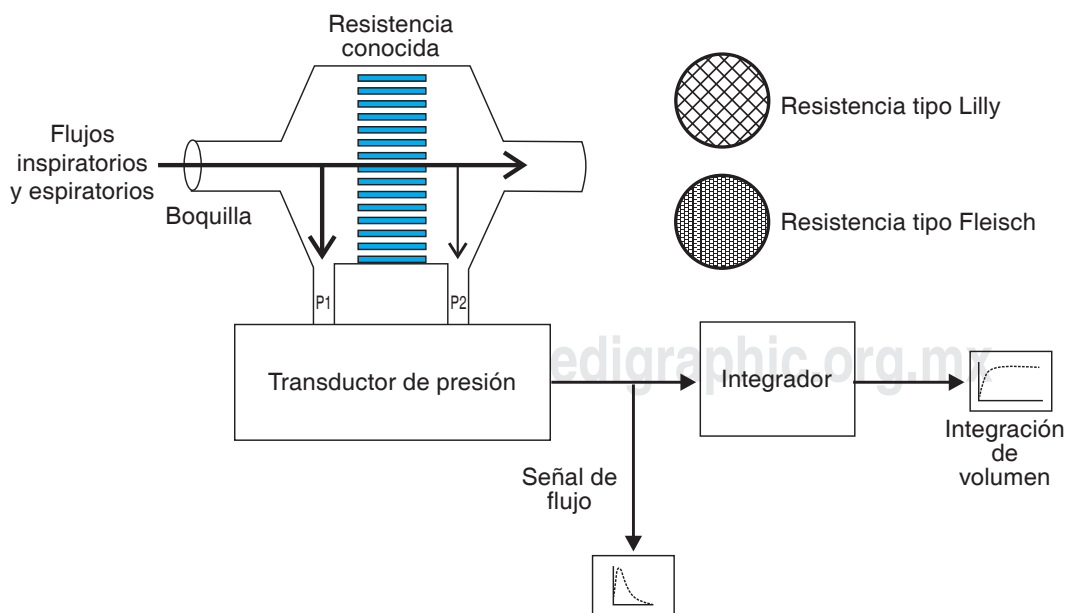 Resistencia
conocida
Resistencia tipo Lilly
Flujos
inspiratorios
y espiratorios
Boquilla
Resistencia tipo Fleisch
P1
P2
edigraphic.org.mx
Transductor de presión
Integrador
Integración
de
volumen
Señal de
flujo